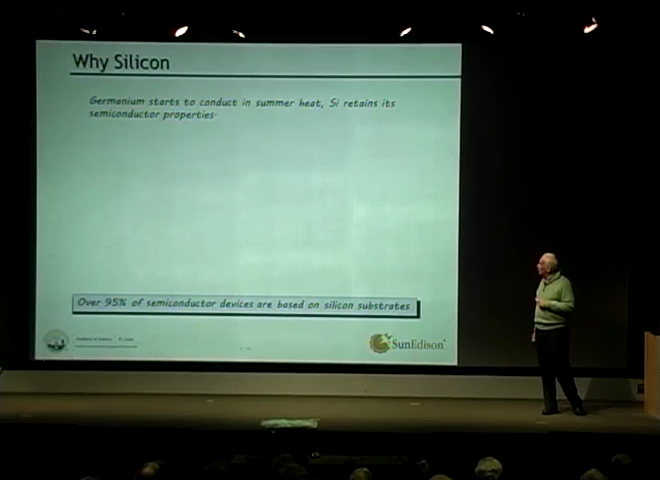 Why Silicon
Germanium starts to conduct in summer heat, Si retains its
semiconductor properties.
Over 95% of semiconductor devices are based on silicon substrates
SunEdison